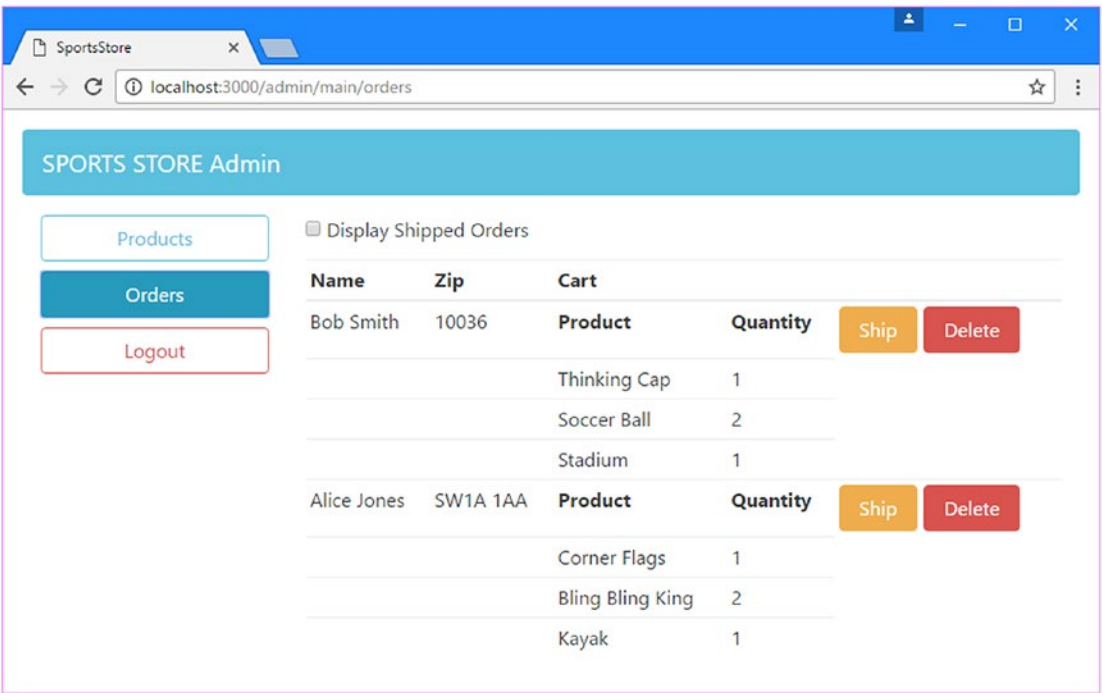 SportsStore
localhost:3000/admin/main/orders
SPORTS STORE Admin
Products
Orders
Logout
Display Shipped Orders
Name Zip Cart
Bob Smith 10036 Product Quantity Ship Delete
Thinking Cap 1
Soccer Ball 2
Stadium 1
Alice Jones SW1A 1AA Product Quantity Ship Delete
Corner Flags 1
Bling Bling King 2
Kayak 1